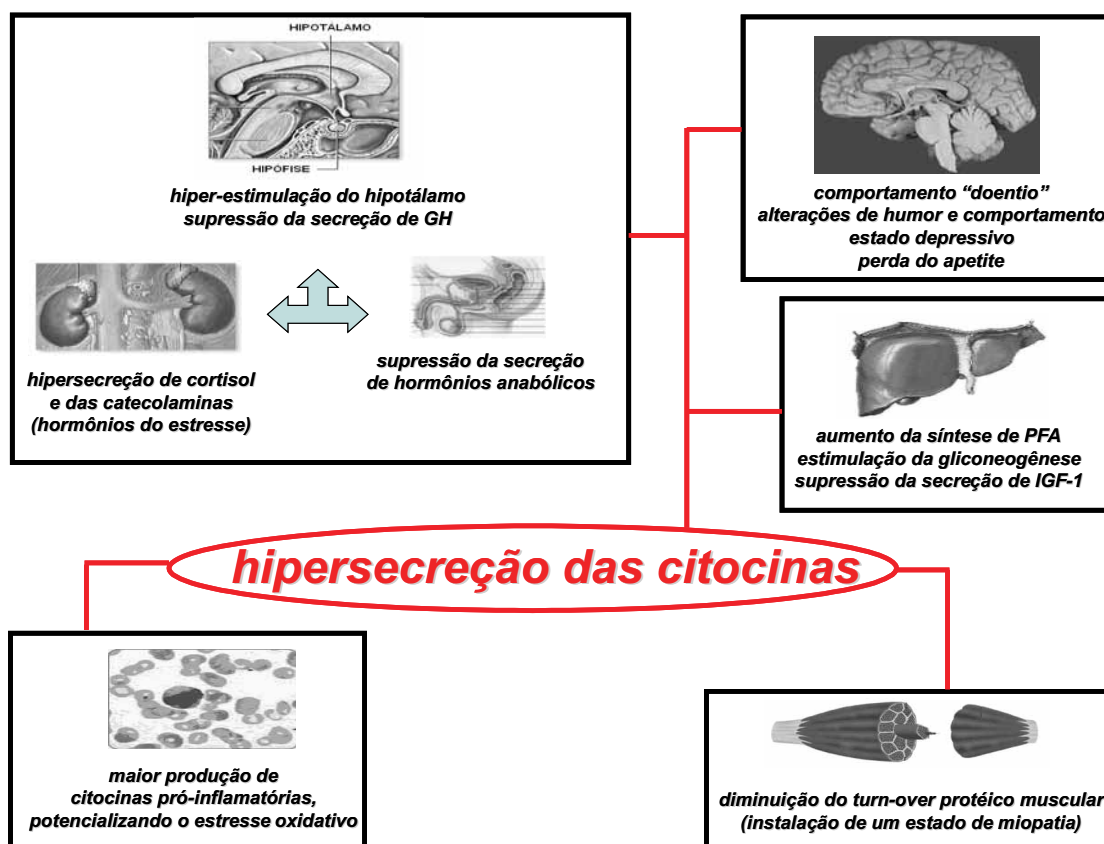 HIPOTÁLAMO
HIPÓFISE
hiper-estimulação do hipotálamo
supressão da secreção de GH
hipersecreção de cortisol
e das catecolaminas
(hormônios do estresse)
supressão da secreção
de hormônios anabólicos
comportamento “doentio”
alterações de humor e comportamento
estado depressivo
perda do apetite
aumento da síntese de PFA
estimulação da gliconeogênese
supressão da secreção de IGF-1
hipersecreção das citocinas
maior produção de
citocinas pró-inflamatórias,
potencializando o estresse oxidativo
diminuição do turn-over protéico muscular
(instalação de um estado de miopatia)